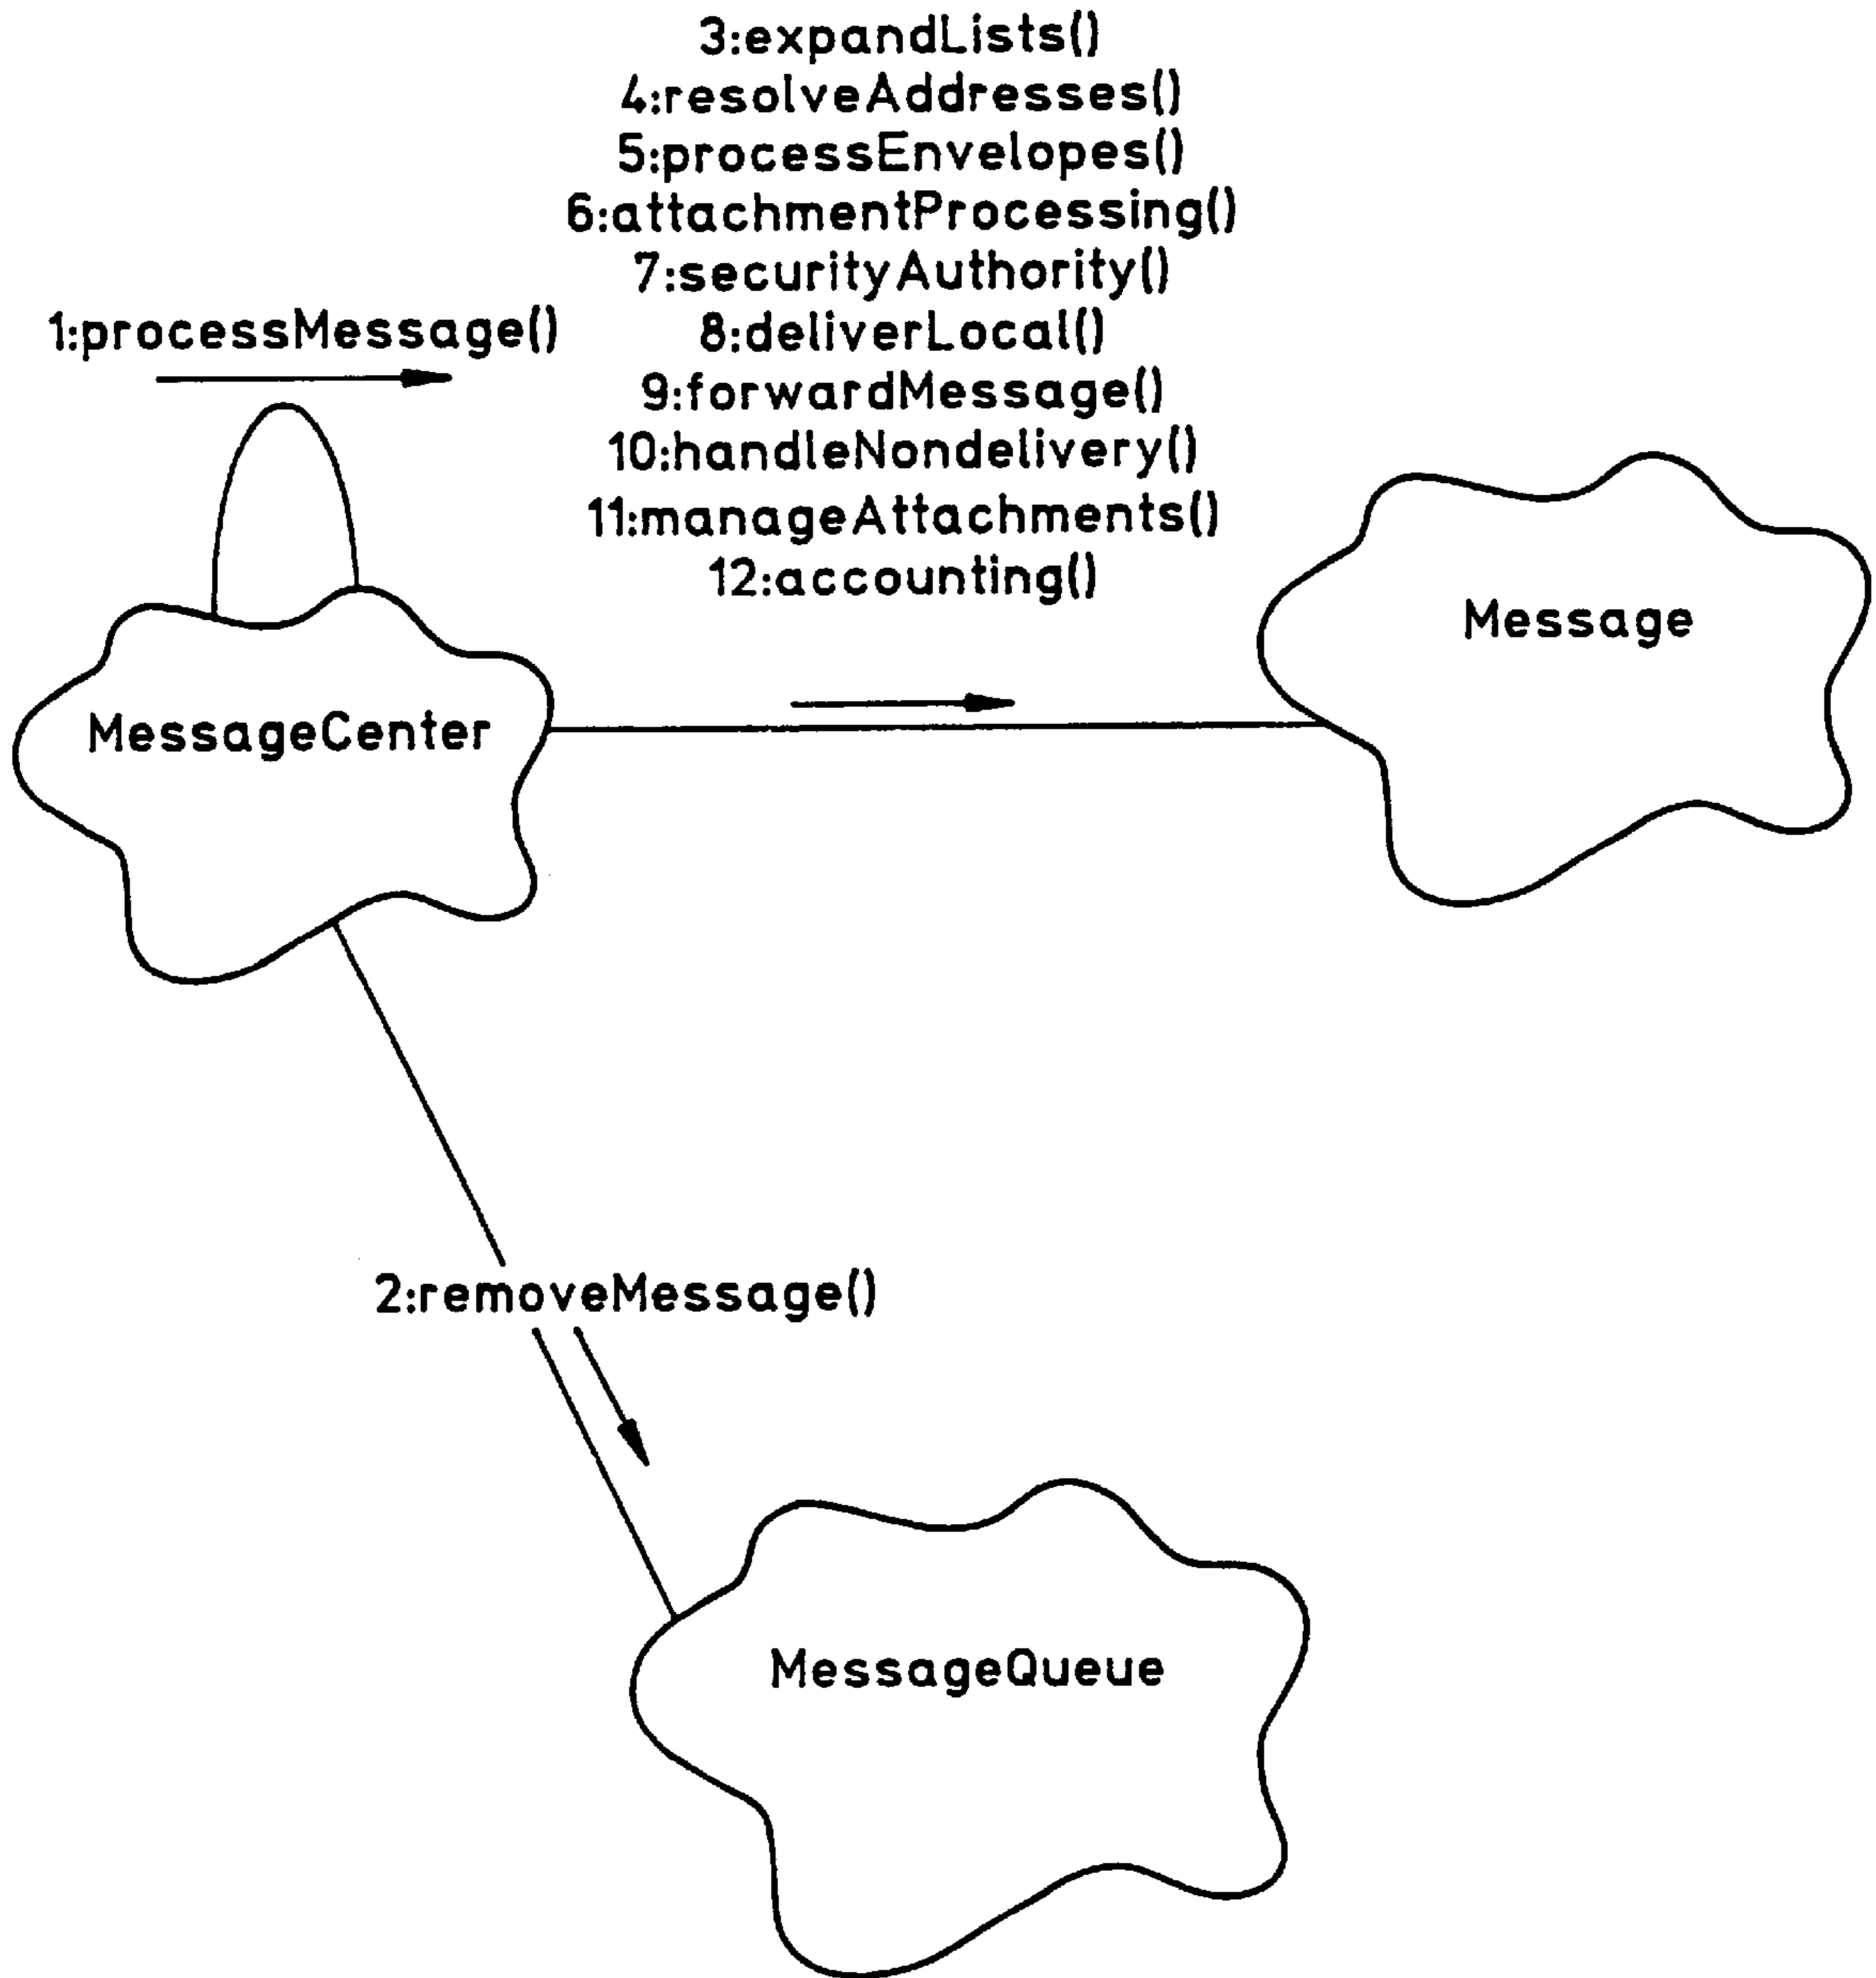 3:expandLists()
4:resolveAddresses()
5:processEnvelopes()
6:attachmentProcessing()
7:securityAuthority()
1:processMessage()
8:deliverLocal()
9:forwardMessage()
10:handleNondelivery()
11:manageAttachments()
12:accounting()
Message
MessageCenter
2:removeMessage()
MessageQueue